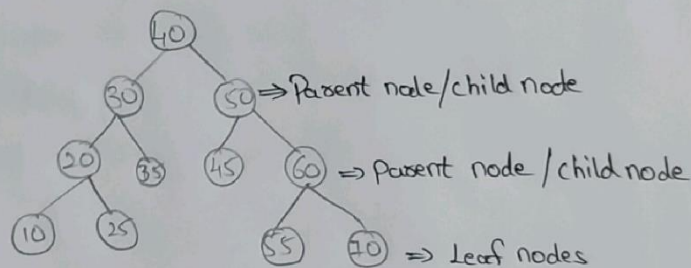 40
30 50 ⇒ Parent node/child node
20 35 45 60 ⇒ Parent node/child node
10 25 55 70 ⇒ Leaf nodes